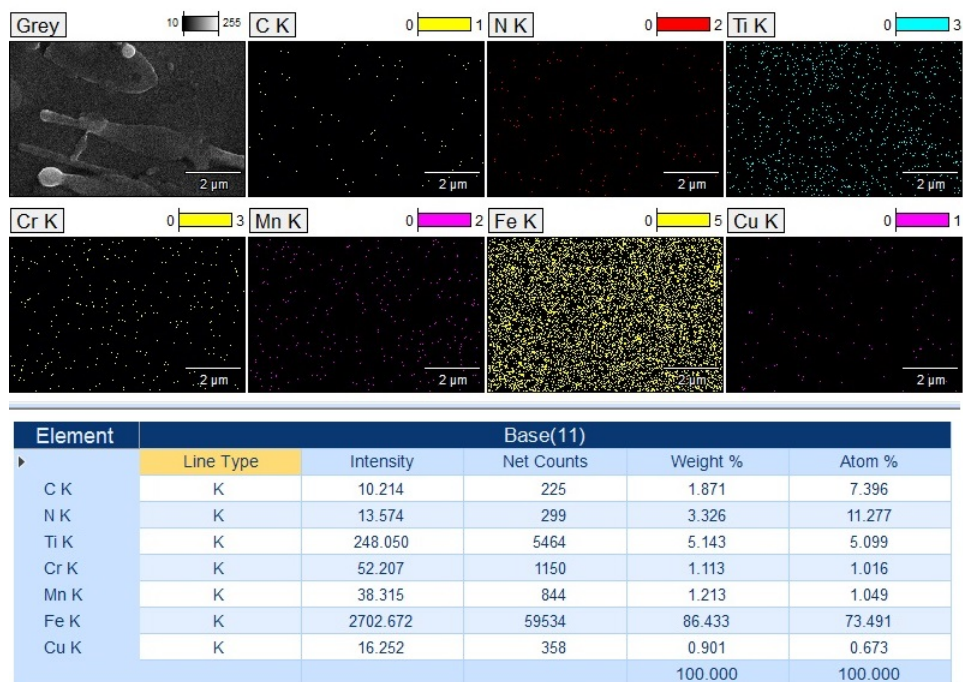 Grey 10 255 C K 0 1 N K 0 2 Ti K 0 3
2 μm 2 μm 2 μm 2 μm
Cr K 0 3 Mn K 0 2 Fe K 0 5 Cu K 0 1
2 μm 2 μm 2 μm 2 μm
Element Base(11)
Line Type Intensity Net Counts Weight % Atom %
C K K 10.214 225 1.871 7.396
N K K 13.574 299 3.326 11.277
Ti K K 248.050 5464 5.143 5.099
Cr K K 52.207 1150 1.113 1.016
Mn K K 38.315 844 1.213 1.049
Fe K K 2702.672 59534 86.433 73.491
Cu K K 16.252 358 0.901 0.673
100.000 100.000